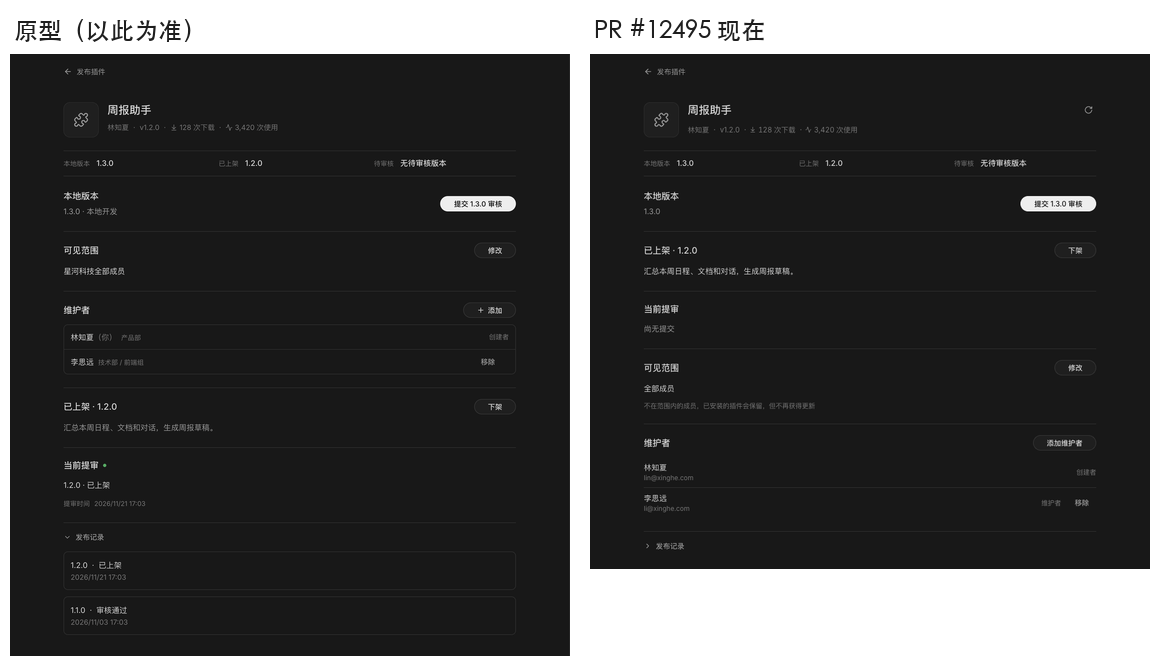 原型（以此为准）
发布插件
周报助手
林知夏 · v1.2.0 · 128 次下载 · 3,420 次使用
本地版本 1.3.0 已上架 1.2.0 待审核 无待审核版本
本地版本
1.3.0 · 本地开发
提交 1.3.0 审核
可见范围
修改
星河科技全部成员
维护者
+ 添加
林知夏（你） 产品部 创建者
李思远 技术部 / 前端组 移除
已上架 · 1.2.0
下架
汇总本周日程、文档和对话，生成周报草稿。
当前提审
1.2.0 · 已上架
提审时间 2026/11/21 17:03
发布记录
1.2.0 · 已上架
2026/11/21 17:03
1.1.0 · 审核通过
2026/11/03 17:03
PR #12495 现在
发布插件
周报助手
林知夏 · v1.2.0 · 128 次下载 · 3,420 次使用
本地版本 1.3.0 已上架 1.2.0 待审核 无待审核版本
本地版本
1.3.0
提交 1.3.0 审核
已上架 · 1.2.0
下架
汇总本周日程、文档和对话，生成周报草稿。
当前提审
尚无提交
可见范围
修改
全部成员
不在范围内的成员，已安装的插件会保留，但不再获得更新
维护者
添加维护者
林知夏
lin@xinghe.com
创建者
李思远
li@xinghe.com
维护者 移除
发布记录